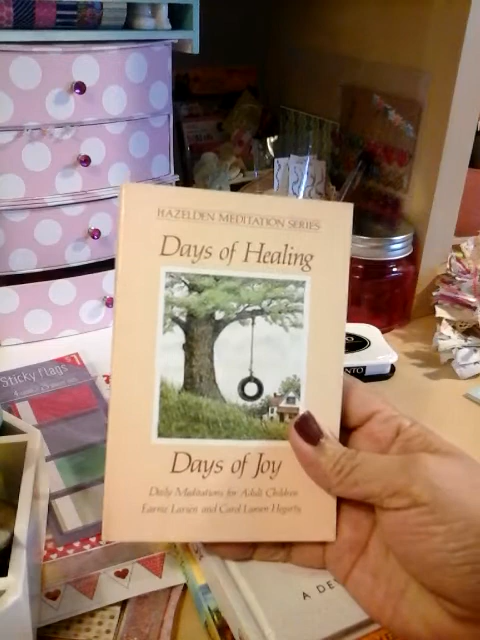 HAZELDEN MEDITATION SERIES
Days of Healing
Days of Joy
Daily Meditations for Adult Children
Earnie Larsen and Carol Larsen Hegarty
Sticky Flags
A DE